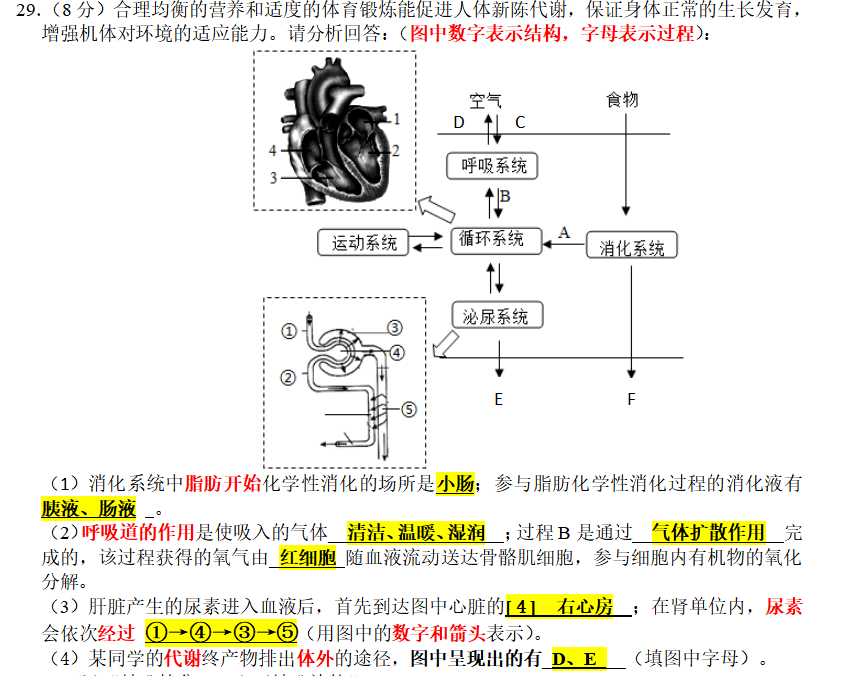 29.（8 分）合理均衡的营养和适度的体育锻炼能促进人体新陈代谢，保证身体正常的生长发育，
增强机体对环境的适应能力。请分析回答：（图中数字表示结构，字母表示过程）：
空气
食物
D
C
1
2
4
3
呼吸系统
B
运动系统
循环系统
A
消化系统
泌尿系统
①
③
④
②
⑤
E
F
（1）消化系统中脂肪开始化学性消化的场所是小肠；参与脂肪化学性消化过程的消化液有
胰液、肠液 。
（2）呼吸道的作用是使吸入的气体 清洁、温暖、湿润 ；过程 B 是通过 气体扩散作用 完
成的，该过程获得的氧气由 红细胞 随血液流动送达骨骼肌细胞，参与细胞内有机物的氧化
分解。
（3）肝脏产生的尿素进入血液后，首先到达图中心脏的[ 4 ] 右心房 ；在肾单位内，尿素
会依次经过 ①→④→③→⑤（用图中的数字和箭头表示）。
（4）某同学的代谢终产物排出体外的途径，图中呈现出的有 D、E （填图中字母）。